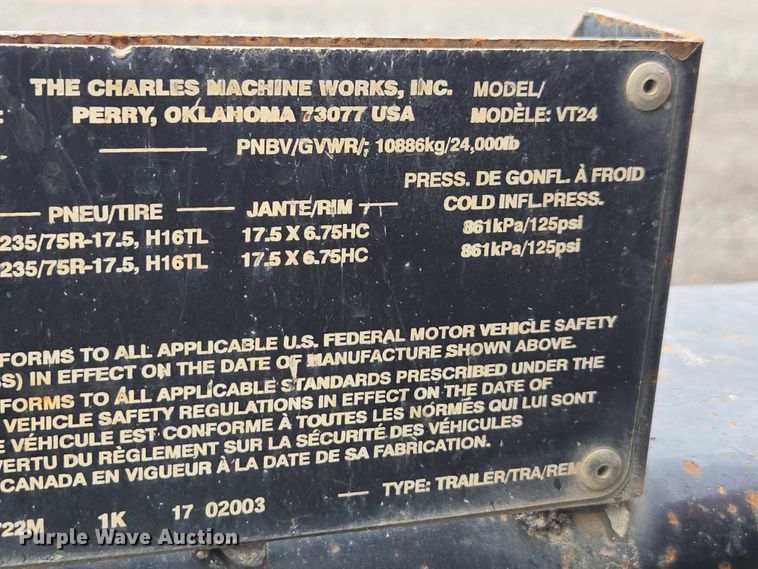 THE CHARLES MACHINE WORKS, INC. MODEL/
PERRY, OKLAHOMA 73077 USA MODÈLE: VT24
PNBV/GVWR/; 10886kg/24,000lb
PRESS. DE GONFL. À FROID
PNEU/TIRE JANTE/RIM COLD INFL.PRESS.
235/75R-17.5, H16TL 17.5 X 6.75HC 861kPa/125psi
235/75R-17.5, H16TL 17.5 X 6.75HC 861kPa/125psi
FORMS TO ALL APPLICABLE U.S. FEDERAL MOTOR VEHICLE SAFETY
SS) IN EFFECT ON THE DATE OF MANUFACTURE SHOWN ABOVE.
FORMS TO ALL APPLICABLE STANDARDS PRESCRIBED UNDER THE
VEHICLE SAFETY REGULATIONS IN EFFECT ON THE DATE OF
E VÉHICULE EST CONFORME À TOUTES LES NORMES QUI LUI SONT
VERTU DU RÈGLEMENT SUR LA SÉCURITÉ DES VÉHICULES
CANADA EN VIGUEUR À LA DATE DE SA FABRICATION.
TYPE: TRAILER/TRA/REM
722M 1K 17 02003
Purple Wave Auction